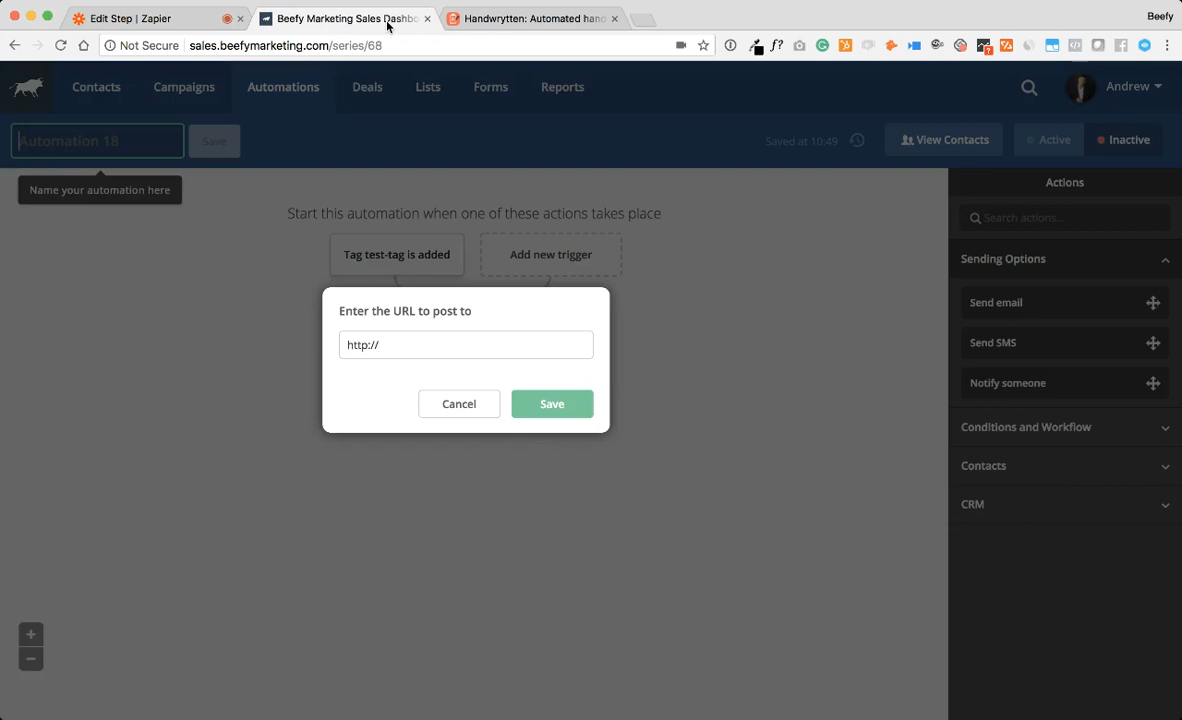 Edit Step | Zapier
Beefy Marketing Sales Dashbo
Handwrytten: Automated hand
Beefy
Not Secure
sales.beefymarketing.com/series/68
f?
Contacts
Campaigns
Automations
Deals
Lists
Forms
Reports
Andrew
Automation 18
Save
Saved at 10:49
View Contacts
Active
Inactive
Name your automation here
Start this automation when one of these actions takes place
Tag test-tag is added
Add new trigger
Enter the URL to post to
http://
Cancel
Save
Actions
Search actions...
Sending Options
Send email
Send SMS
Notify someone
Conditions and Workflow
Contacts
CRM